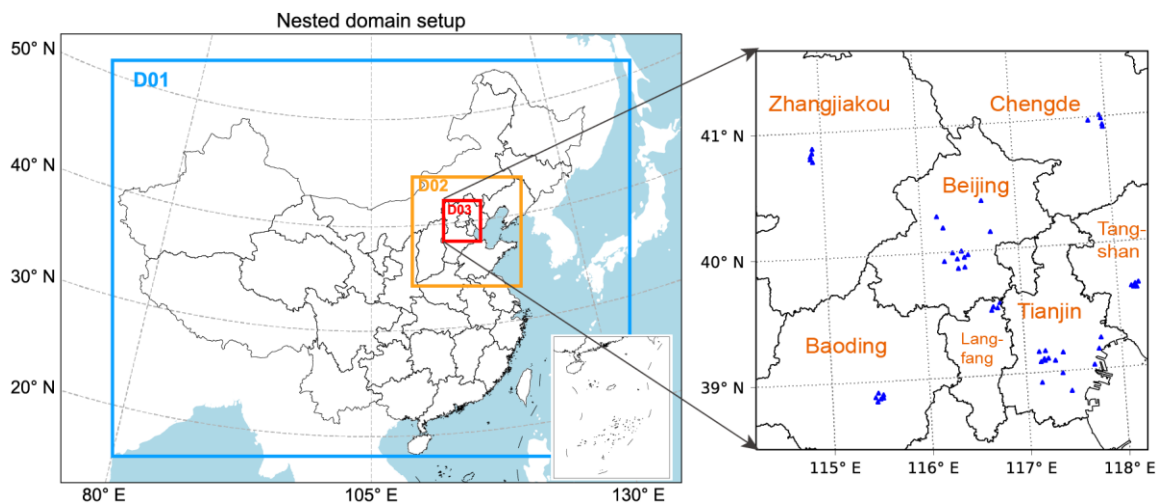 Nested domain setup
50° N
40° N
30° N
20° N
80° E
105° E
130° E
D01
D02
D03
Zhangjiakou
Chengde
41° N
Beijing
Tang-
shan
40° N
Tianjin
Lang-
fang
Baoding
39° N
115° E
116° E
117° E
118° E